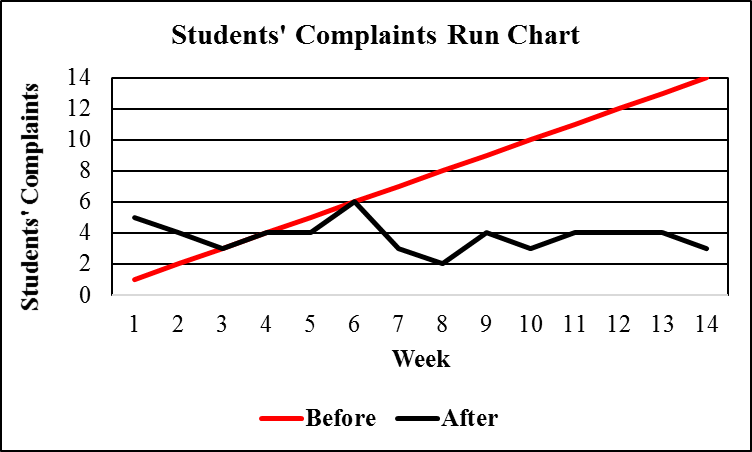 Students' Complaints Run Chart
Students' Complaints
14
12
10
8
6
4
2
0
1 2 3 4 5 6 7 8 9 10 11 12 13 14
Week
Before After